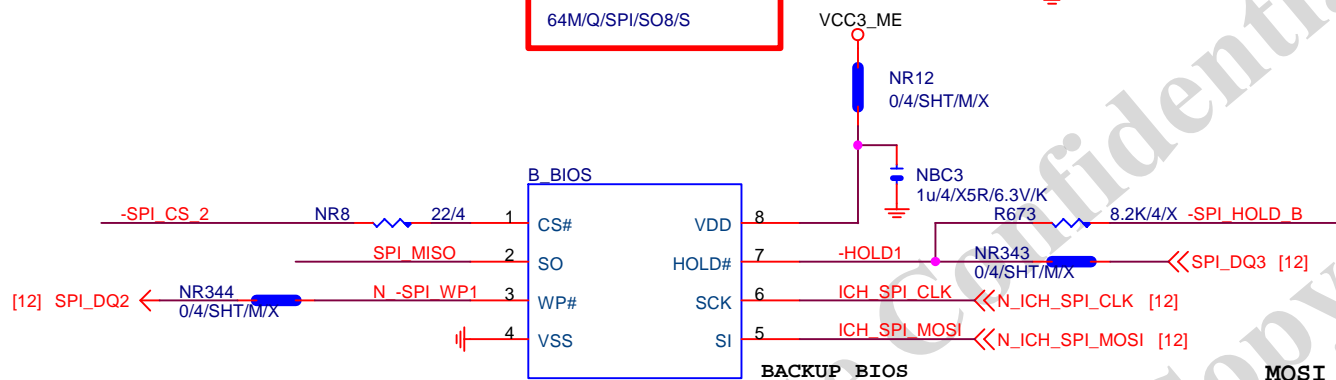 64M/Q/SPI/SO8/S
VCC3_ME
NR12
0/4/SHT/M/X
NBC3
1u/4/X5R/6.3V/K
B_BIOS
-SPI_CS_2 NR8 22/4 1 CS# VDD 8 R673 8.2K/4/X -SPI_HOLD_B
SPI_MISO 2 SO HOLD# 7 -HOLD1 NR343 0/4/SHT/M/X SPI_DQ3 [12]
[12] SPI_DQ2 NR344 0/4/SHT/M/X N_-SPI_WP1 3 WP# SCK 6 ICH_SPI_CLK N_ICH_SPI_CLK [12]
4 VSS SI 5 ICH_SPI_MOSI N_ICH_SPI_MOSI [12]
BACKUP BIOS
MOSI
Confidentia
Copy